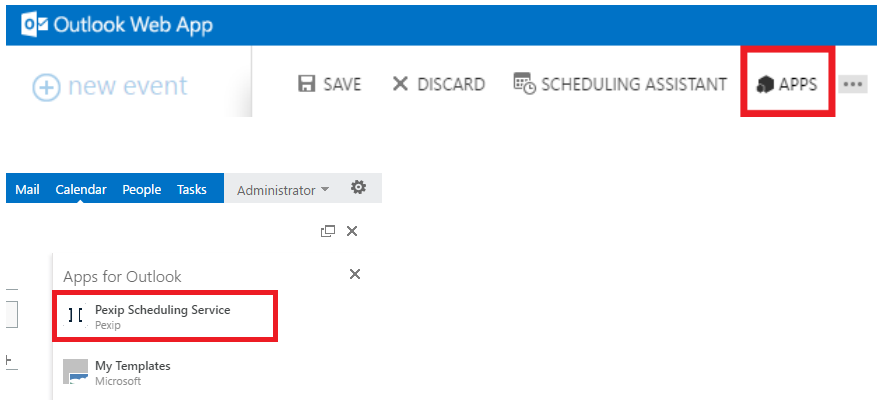 Outlook Web App
new event
SAVE DISCARD SCHEDULING ASSISTANT APPS
Mail Calendar People Tasks Administrator
Apps for Outlook
Pexip Scheduling Service
Pexip
My Templates
Microsoft